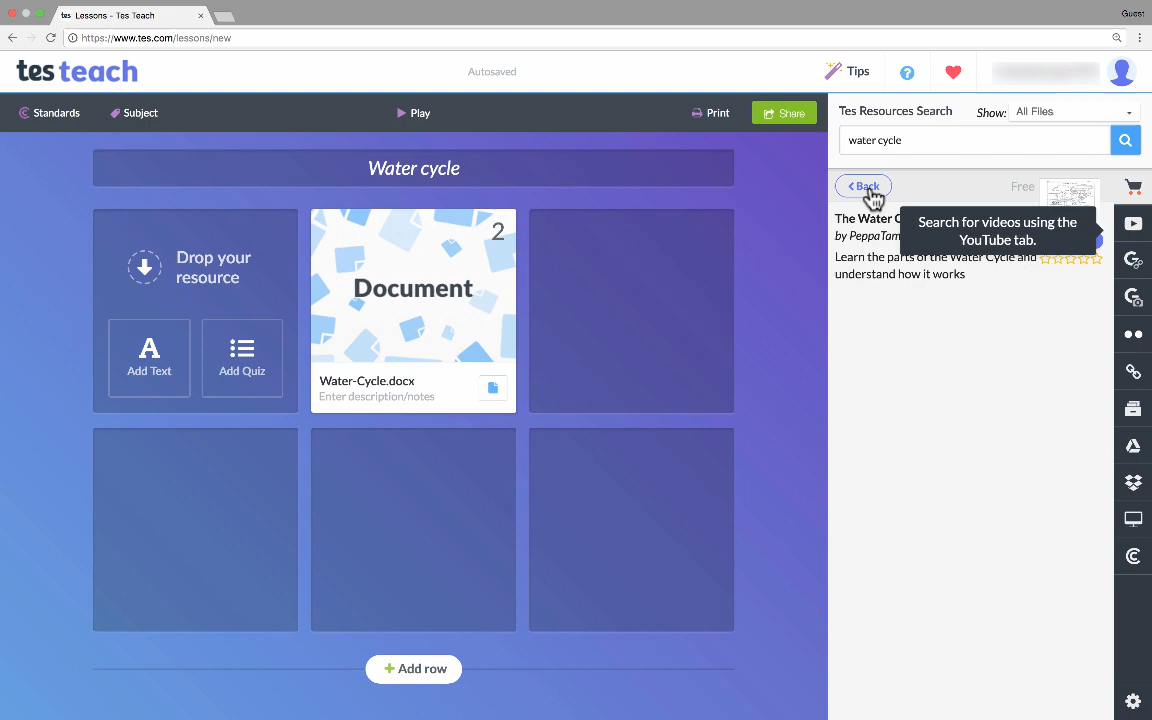 tes Lessons - Tes Teach
Guest
https://www.tes.com/lessons/new
tes teach
Autosaved
Tips
?
Standards
Subject
Play
Print
Share
Tes Resources Search
Show: All Files
water cycle
Water cycle
Back
Free
The Water C
by PeppaTam
Learn the parts of the Water Cycle and
understand how it works
Search for videos using the
YouTube tab.
Drop your
resource
A
Add Text
Add Quiz
2
Document
Water-Cycle.docx
Enter description/notes
+ Add row